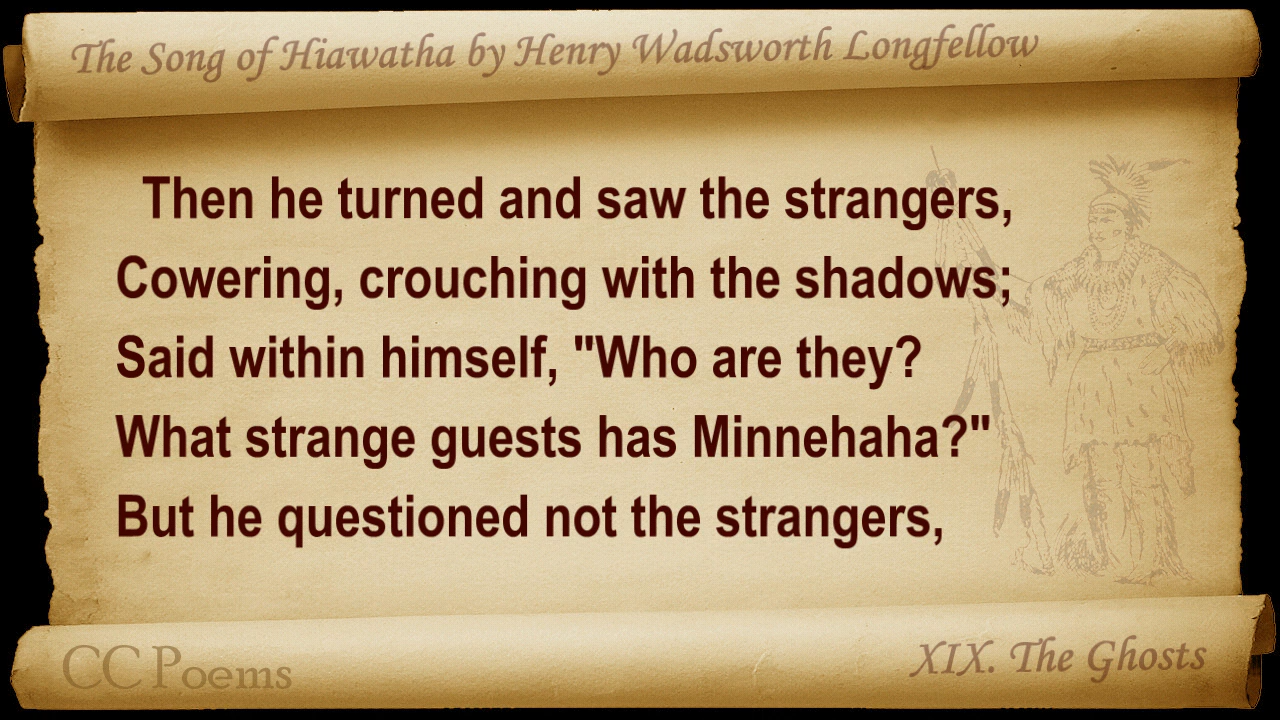 The Song of Hiawatha by Henry Wadsworth Longfellow
Then he turned and saw the strangers,
Cowering, crouching with the shadows;
Said within himself, "Who are they?
What strange guests has Minnehaha?"
But he questioned not the strangers,
CC Poems
XIX. The Ghosts